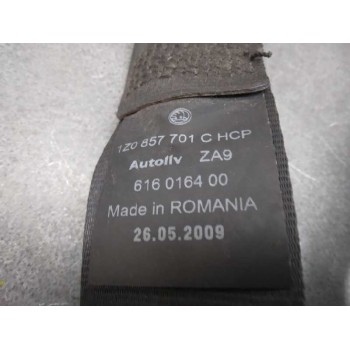 1Z0 857 701 C HCP
Autoliv ZA9
616 0164 00
Made in ROMANIA
26.05.2009